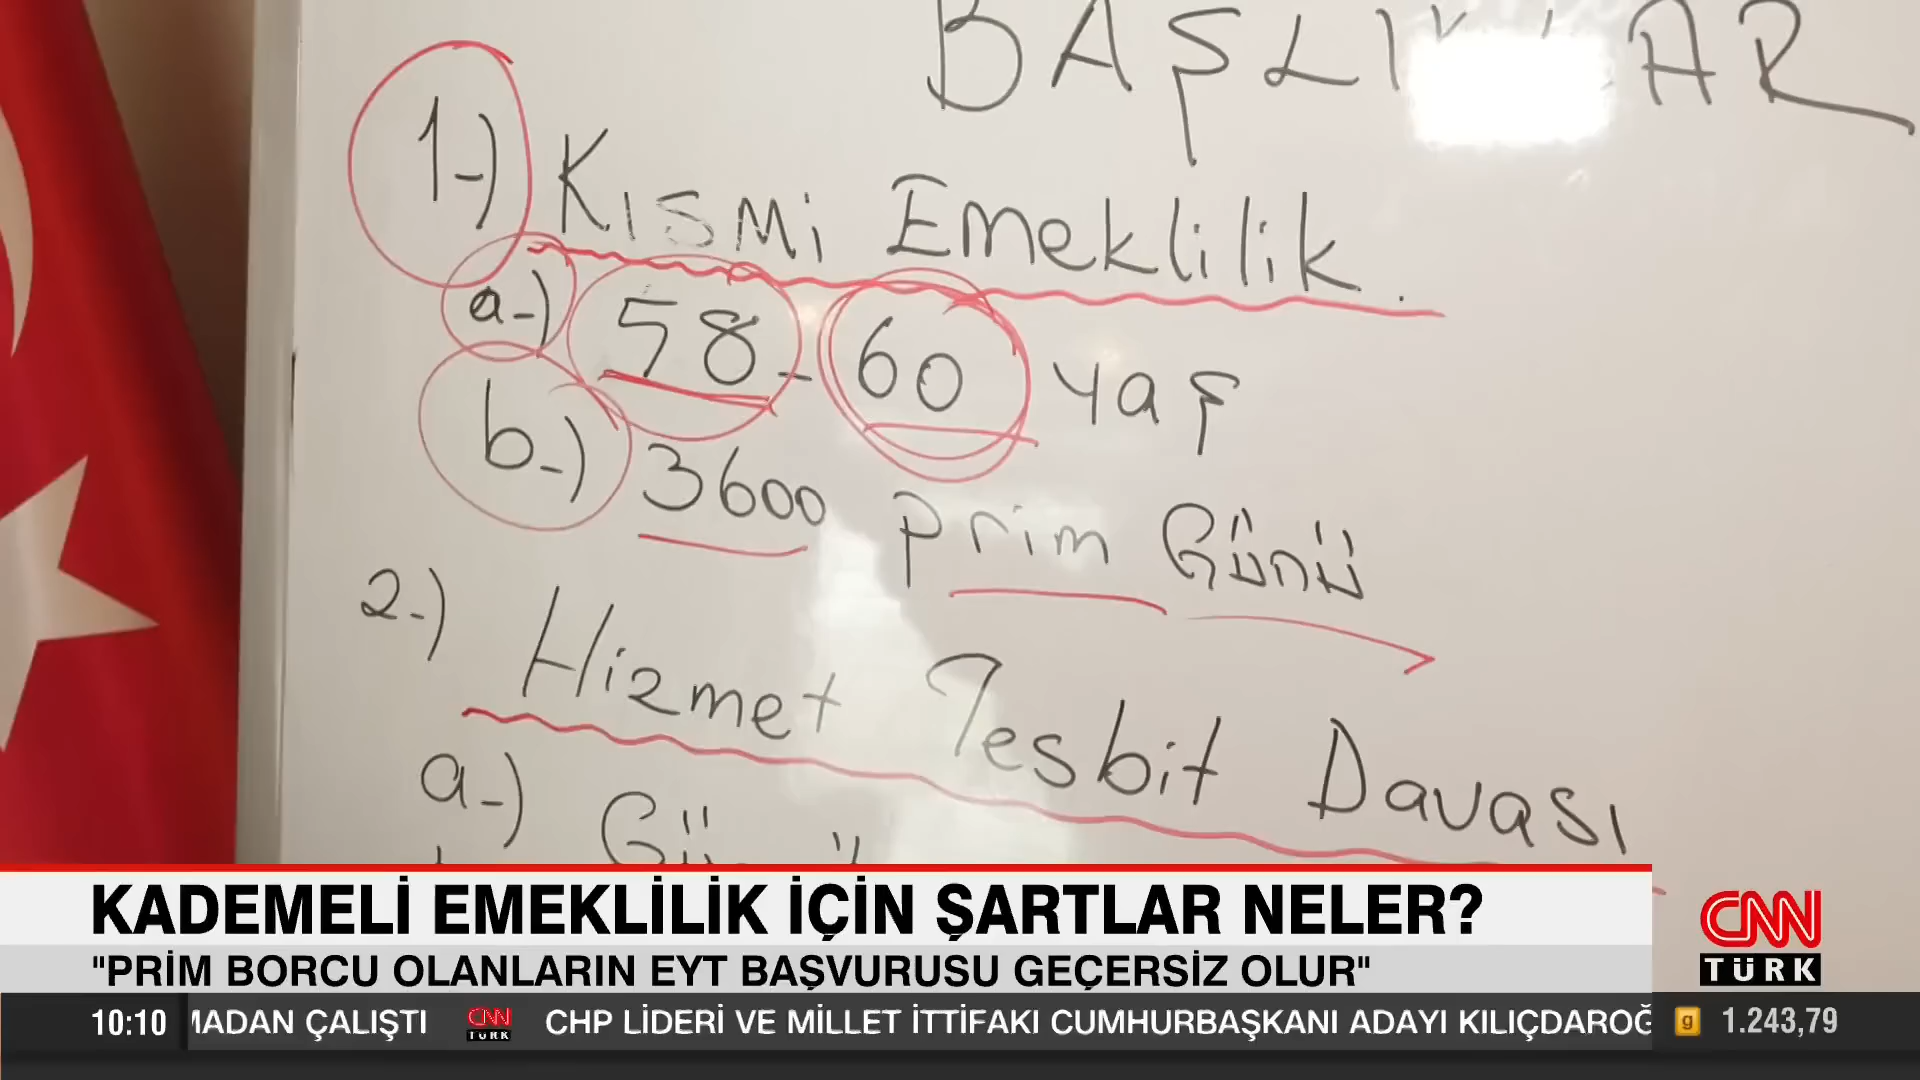 BAŞLIKLAR
1-) Kısmi Emeklilik.
a-) 58-60 yaş
b-) 3600 prim Günü
2-) Hizmet Tesbit Davası
a-)
KADEMELİ EMEKLİLİK İÇİN ŞARTLAR NELER?
"PRİM BORCU OLANLARIN EYT BAŞVURUSU GEÇERSİZ OLUR"
CNN
TÜRK
10:10 MADAN ÇALIŞTI CNN TÜRK CHP LİDERİ VE MİLLET İTTİFAKI CUMHURBAŞKANI ADAYI KILIÇDAROĞ g 1.243,79